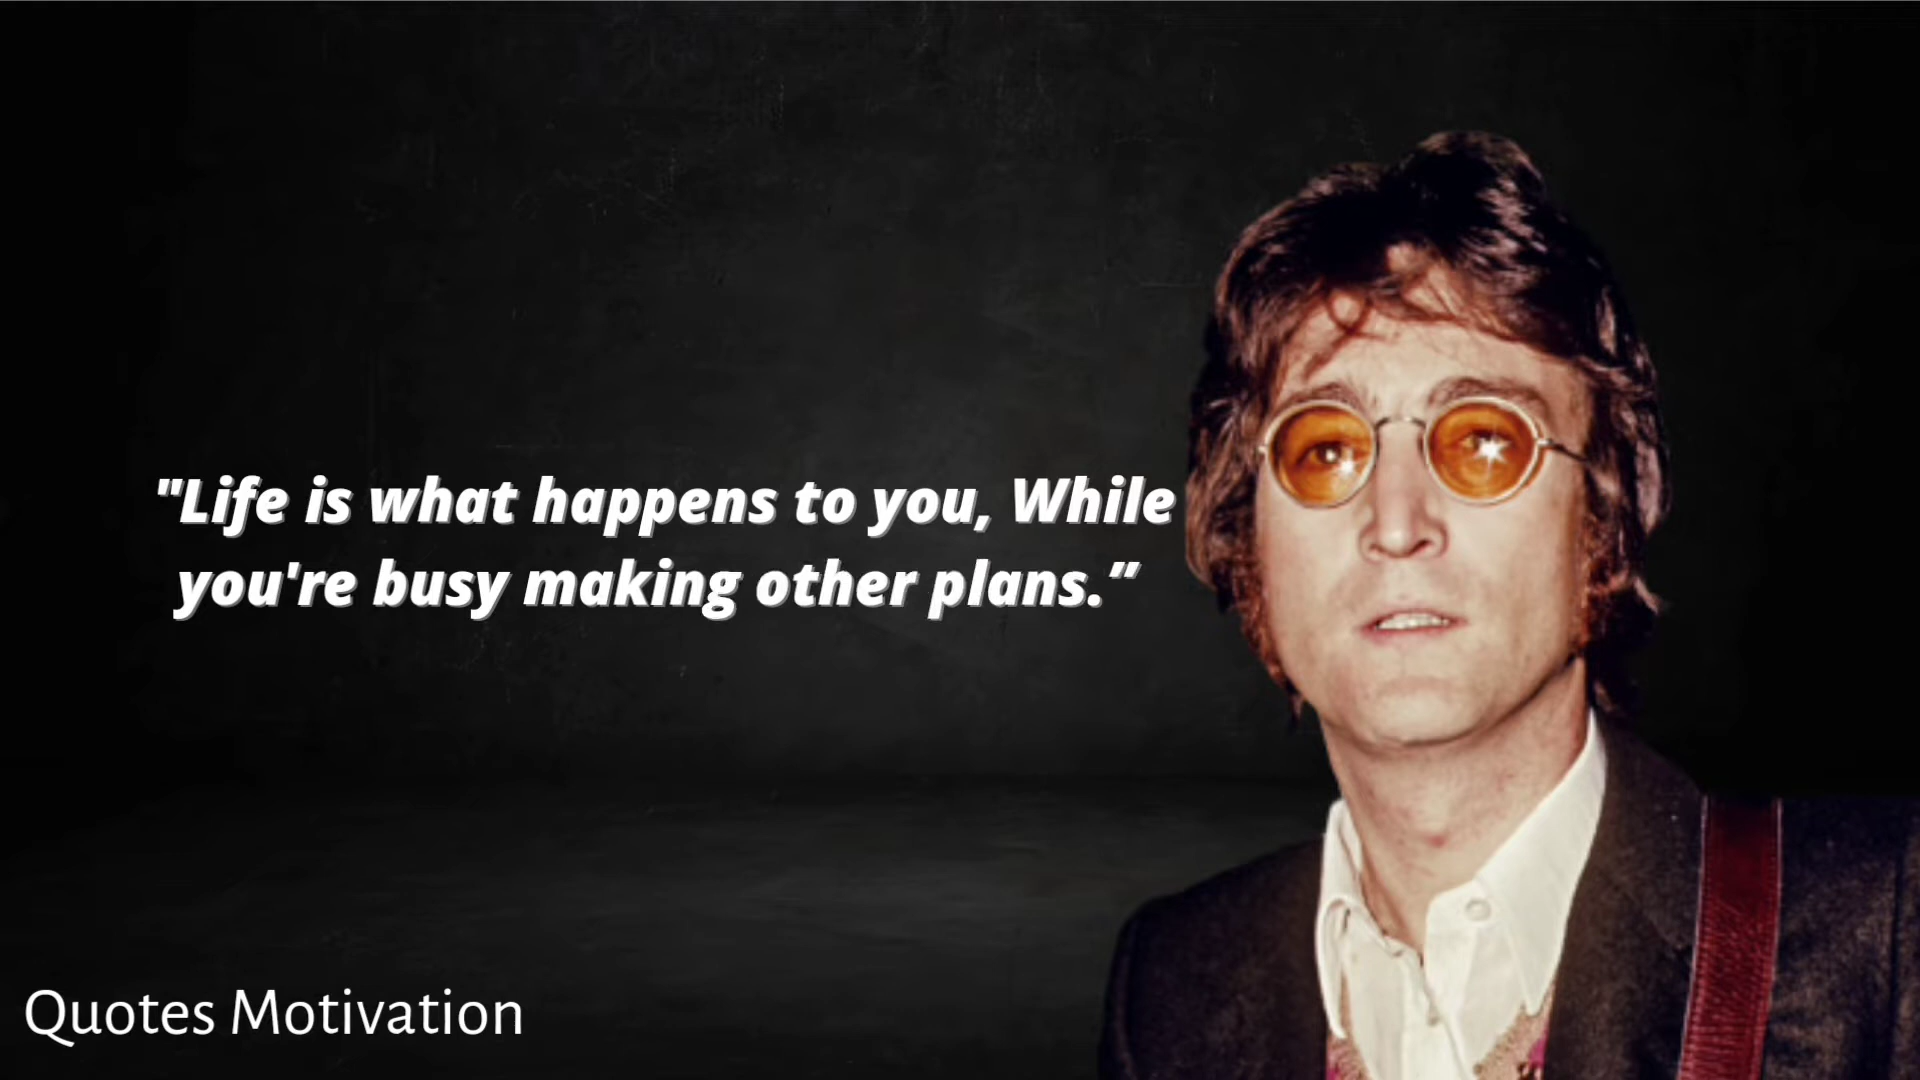 "Life is what happens to you, While
you're busy making other plans.”
Quotes Motivation